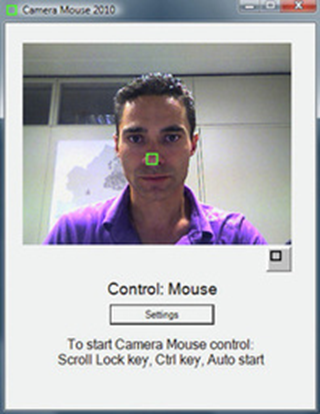 Camera Mouse 2010
Control: Mouse
Settings
To start Camera Mouse control:
Scroll Lock key, Ctrl key, Auto start